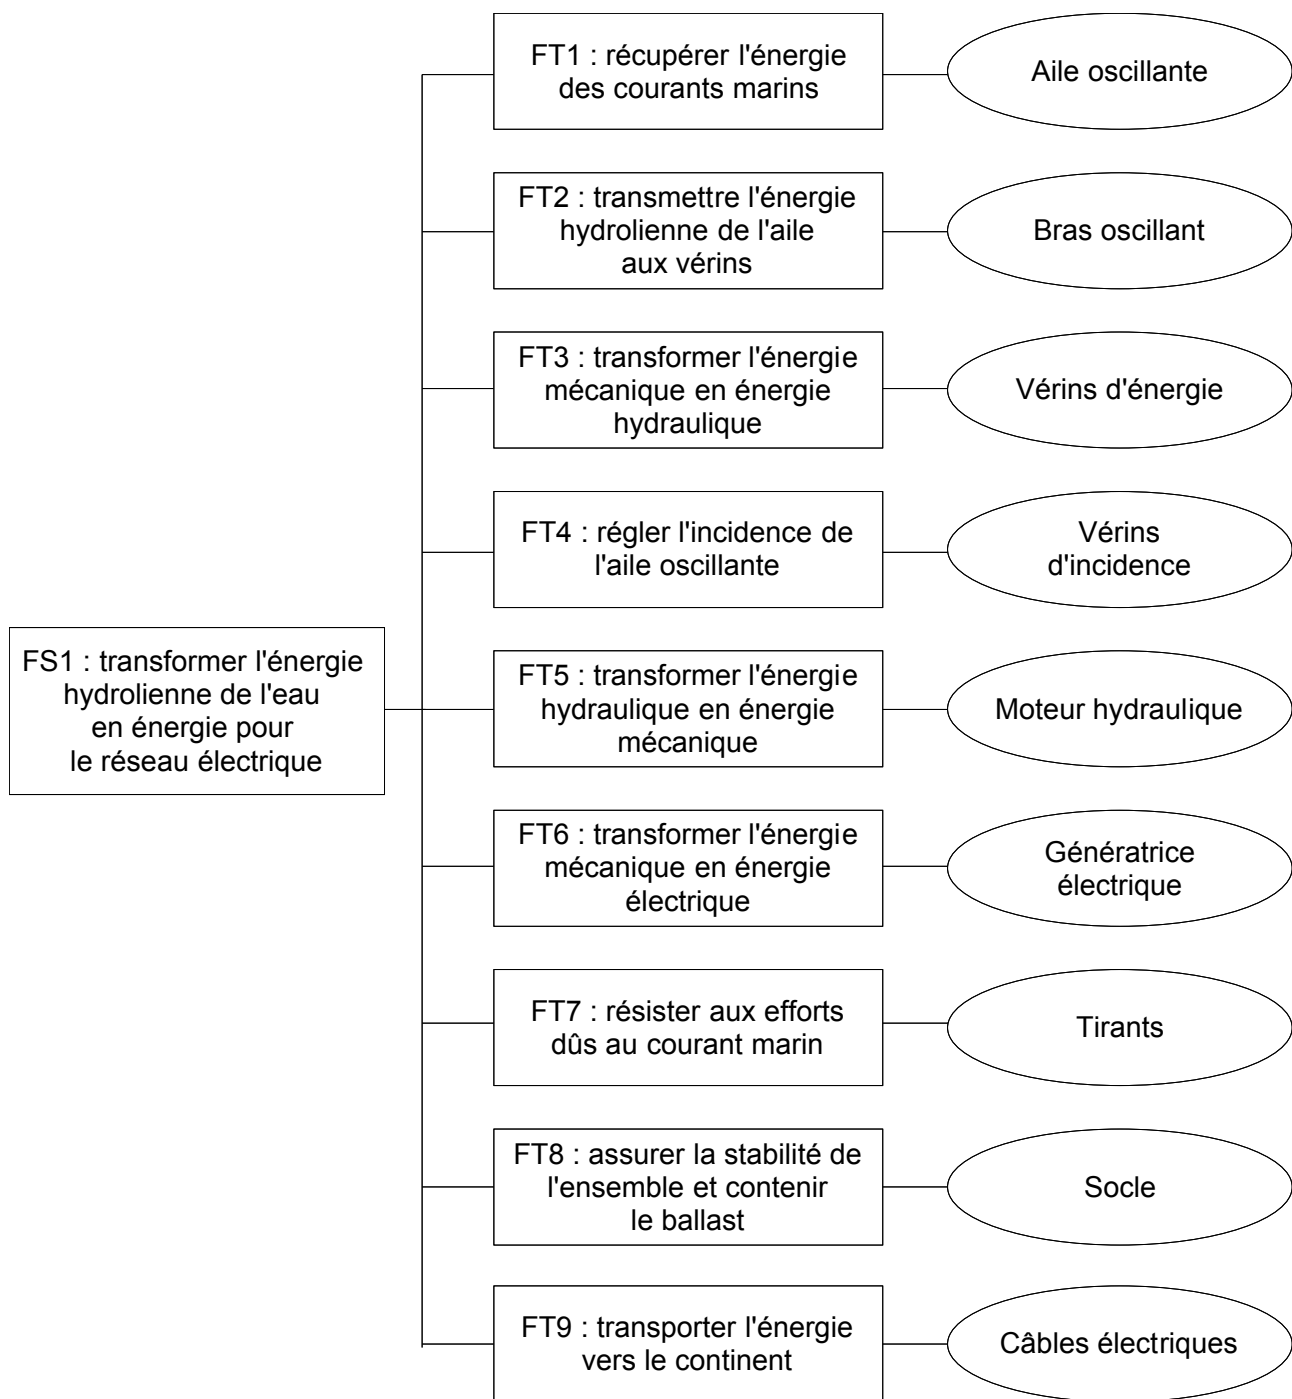 FT1 : récupérer l'énergie
des courants marins
Aile oscillante
FT2 : transmettre l'énergie
hydrolienne de l'aile
aux vérins
Bras oscillant
FT3 : transformer l'énergie
mécanique en énergie
hydraulique
Vérins d'énergie
FT4 : régler l'incidence de
l'aile oscillante
Vérins
d'incidence
FS1 : transformer l'énergie
hydrolienne de l'eau
en énergie pour
le réseau électrique
FT5 : transformer l'énergie
hydraulique en énergie
mécanique
Moteur hydraulique
FT6 : transformer l'énergie
mécanique en énergie
électrique
Génératrice
électrique
FT7 : résister aux efforts
dûs au courant marin
Tirants
FT8 : assurer la stabilité de
l'ensemble et contenir
le ballast
Socle
FT9 : transporter l'énergie
vers le continent
Câbles électriques